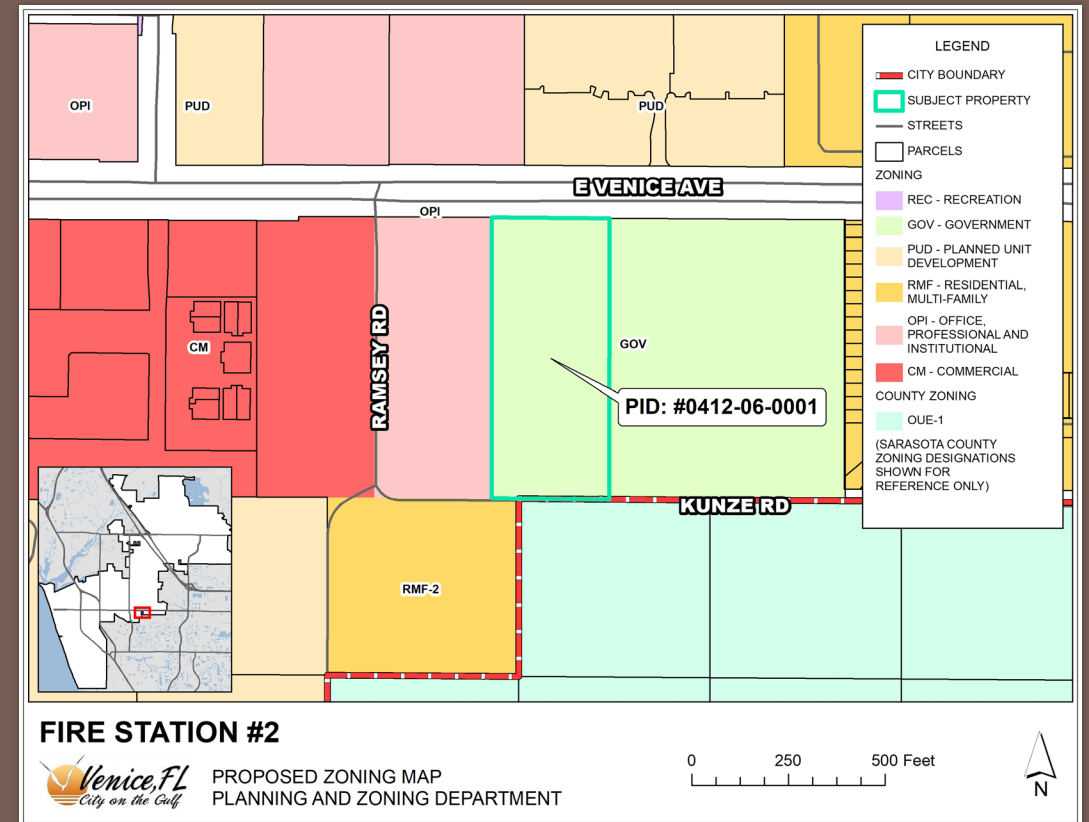 OPI
PUD
PUD
E VENICE AVE
OPI
CM
RAMSEY RD
GOV
PID: #0412-06-0001
KUNZE RD
RMF-2
LEGEND
CITY BOUNDARY
SUBJECT PROPERTY
STREETS
PARCELS
ZONING
REC - RECREATION
GOV - GOVERNMENT
PUD - PLANNED UNIT
DEVELOPMENT
RMF - RESIDENTIAL,
MULTI-FAMILY
OPI - OFFICE,
PROFESSIONAL AND
INSTITUTIONAL
CM - COMMERCIAL
COUNTY ZONING
OUE-1
(SARASOTA COUNTY
ZONING DESIGNATIONS
SHOWN FOR
REFERENCE ONLY)
FIRE STATION #2
Venice, FL
City on the Gulf
PROPOSED ZONING MAP
PLANNING AND ZONING DEPARTMENT
0 250 500 Feet
N